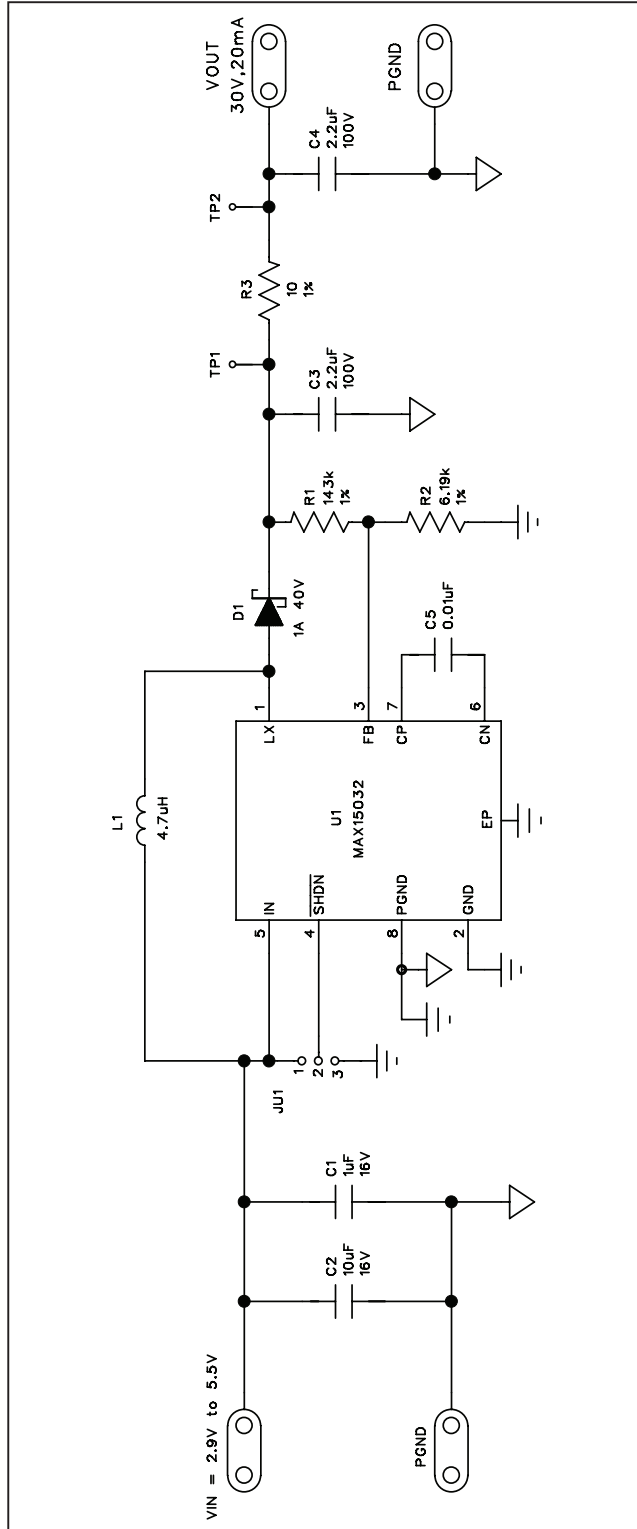 VIN = 2.9V to 5.5V
PGND
C2
10uF
16V
C1
1uF
16V
JU1
1
2
3
L1
4.7uH
5
IN
4
SHDN
8
PGND
2
GND
U1
MAX15032
EP
LX
1
FB
3
CP
7
CN
6
C5
0.01uF
D1
1A 40V
R1
143k
1%
R2
6.19k
1%
C3
2.2uF
100V
TP1
R3
10
1%
TP2
C4
2.2uF
100V
VOUT
30V,20mA
PGND